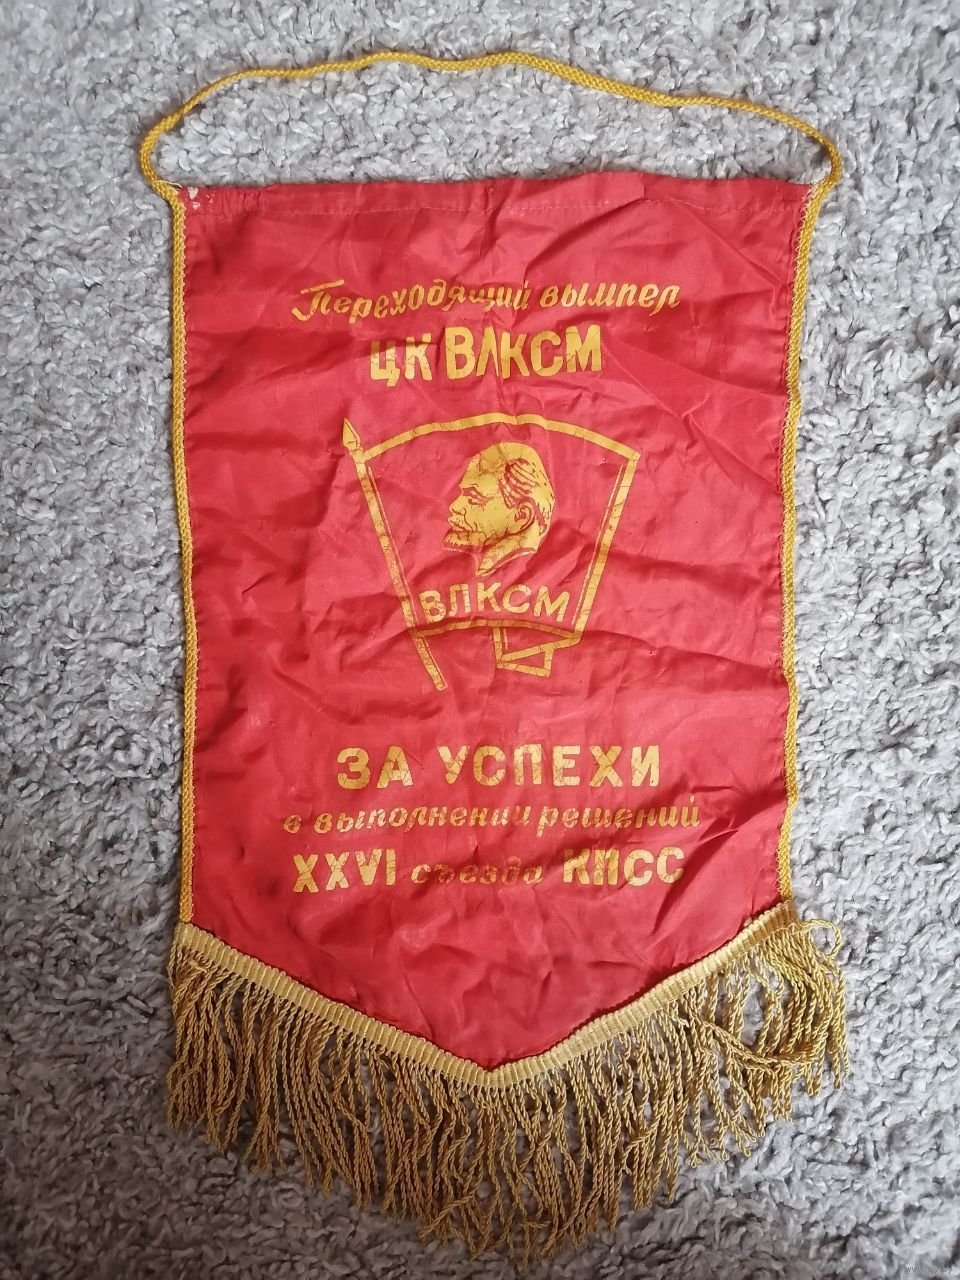 Переходящий вымпел
ЦК ВЛКСМ
ВЛКСМ
ЗА УСПЕХИ
в выполнении решений
XXVI съезда КПСС